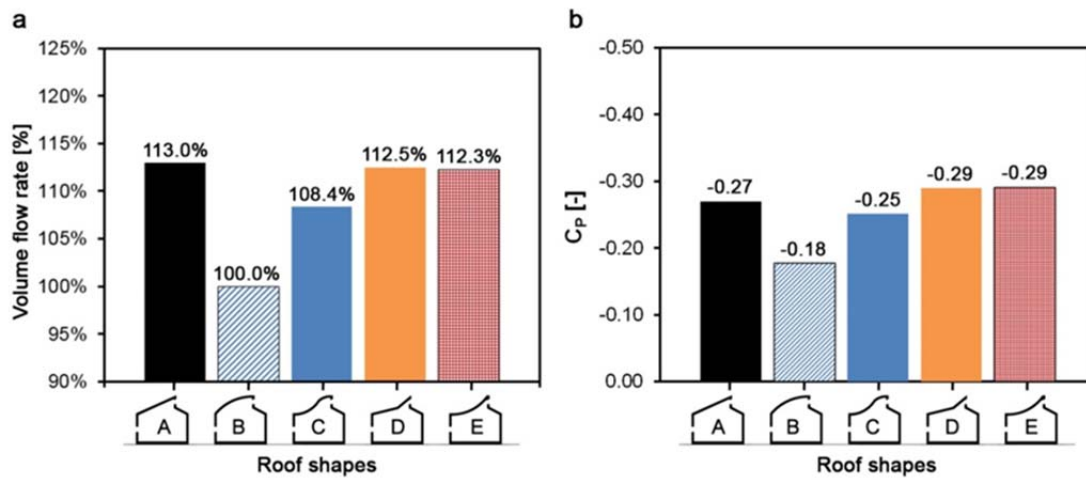 a
125%
120%
115%
110%
105%
100%
95%
90%
Volume flow rate [%]
113.0%
100.0%
108.4%
112.5%
112.3%
A
B
C
D
E
Roof shapes
b
-0.50
-0.40
-0.30
-0.20
-0.10
0.00
CP [-]
-0.27
-0.18
-0.25
-0.29
-0.29
A
B
C
D
E
Roof shapes